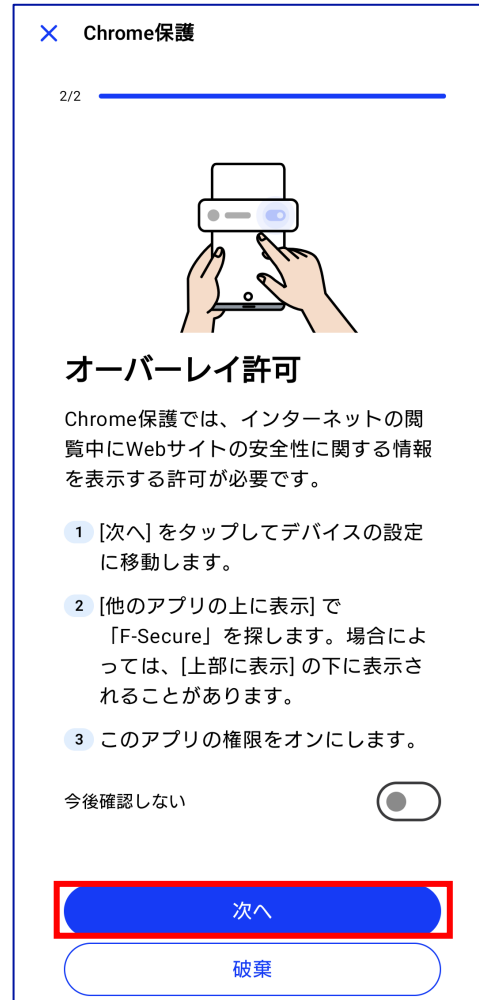 Chrome保護
2/2
オーバーレイ許可
Chrome保護では、インターネットの閲
覧中にWebサイトの安全性に関する情報
を表示する許可が必要です。
1 [次へ] をタップしてデバイスの設定
に移動します。
2 [他のアプリの上に表示] で
「F-Secure」を探します。場合によ
っては、[上部に表示] の下に表示さ
れることがあります。
3 このアプリの権限をオンにします。
今後確認しない
次へ
破棄